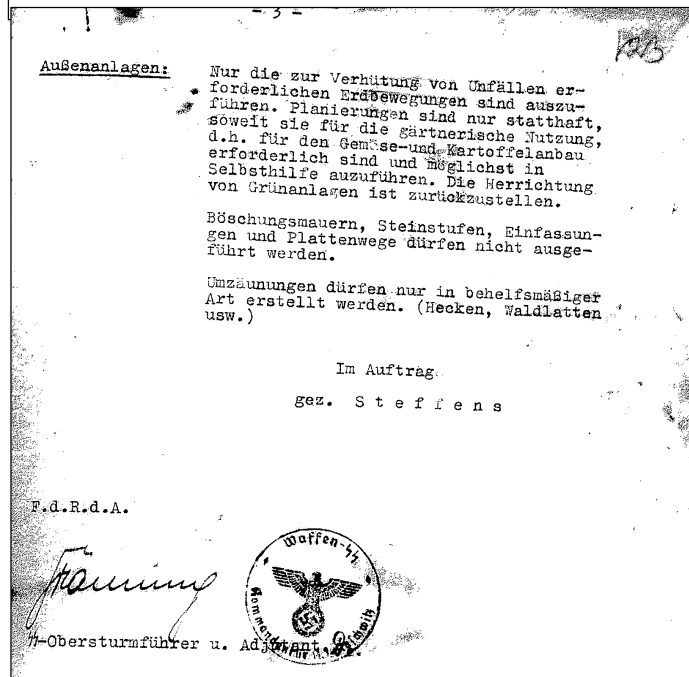 - 3 -
Außenanlagen:
Nur die zur Verhütung von Unfällen er-
forderlichen Erdbewegungen sind auszu-
führen. Planierungen sind nur statthaft,
soweit sie für die gärtnerische Nutzung,
d.h. für den Gemüse-und Kartoffelanbau
erforderlich sind und möglichst in
Selbsthilfe auzuführen. Die Herrichtung
von Grünanlagen ist zurückzustellen.
Böschungsmauern, Steinstufen, Einfassun-
gen und Plattenwege dürfen nicht ausge-
führt werden.
Umzäunungen dürfen nur in behelfsmäßiger
Art erstellt werden. (Hecken, Waldlatten
usw.)
Im Auftrag
gez. S t e f f e n s
F.d.R.d.A.
Waffen-SS
Kommandantur Auschwitz
SS-Obersturmführer u. Adjutant